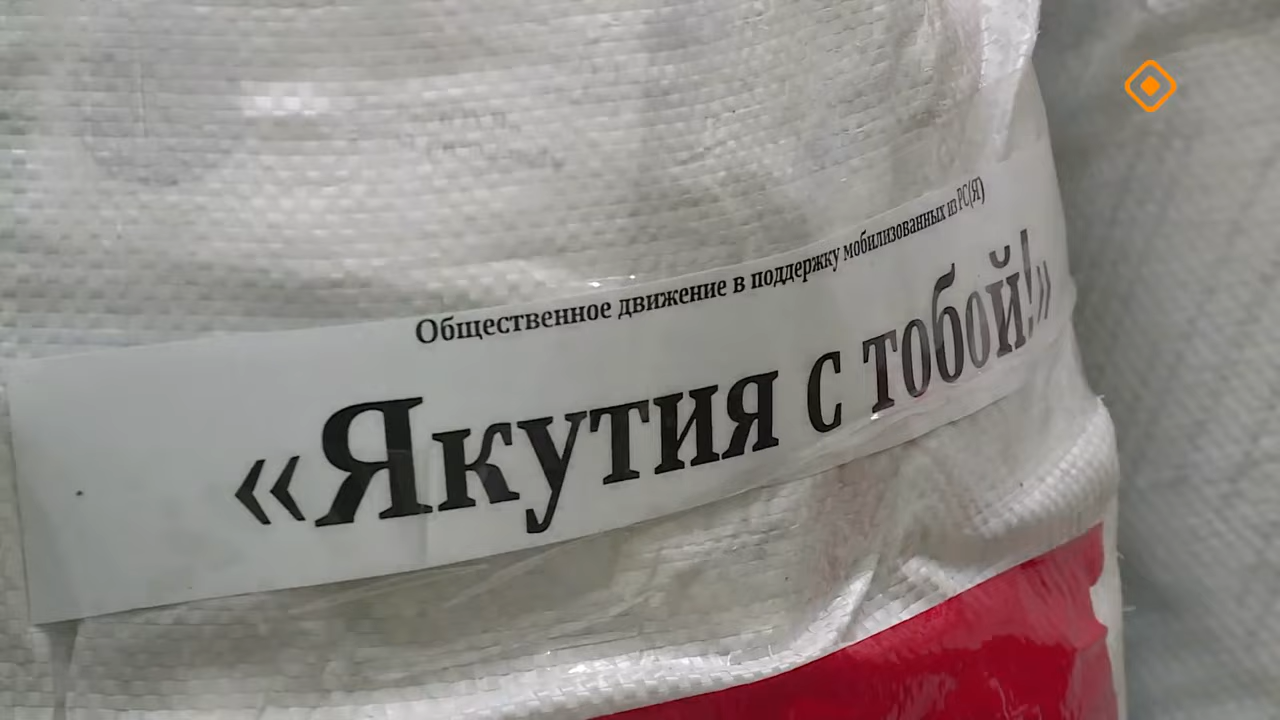 Общественное движение в поддержку мобилизованных из РС(Я)
«Якутия с тобой!»